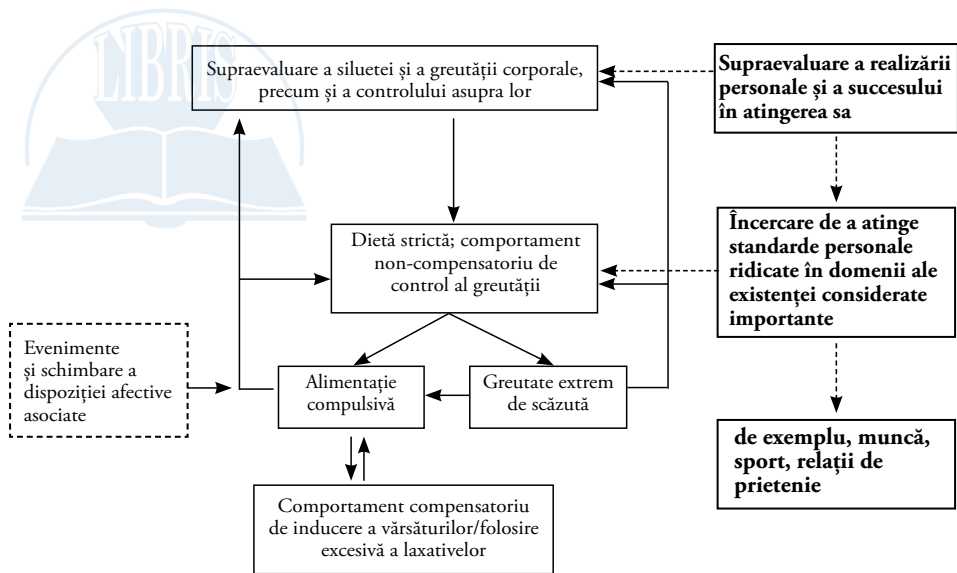 LIBRIS
Supraevaluare a siluetei și a greutății corporale,
precum și a controlului asupra lor
Supraevaluare a realizării
personale și a succesului
în atingerea sa
Dietă strictă; comportament
non-compensatoriu de
control al greutății
Încercare de a atinge
standarde personale
ridicate în domenii ale
existenței considerate
importante
Evenimente
și schimbare a
dispoziției afective
asociate
Alimentație
compulsivă
Greutate extrem
de scăzută
de exemplu, muncă,
sport, relații de
prietenie
Comportament compensatoriu
de inducere a vărsăturilor/folosire
excesivă a laxativelor